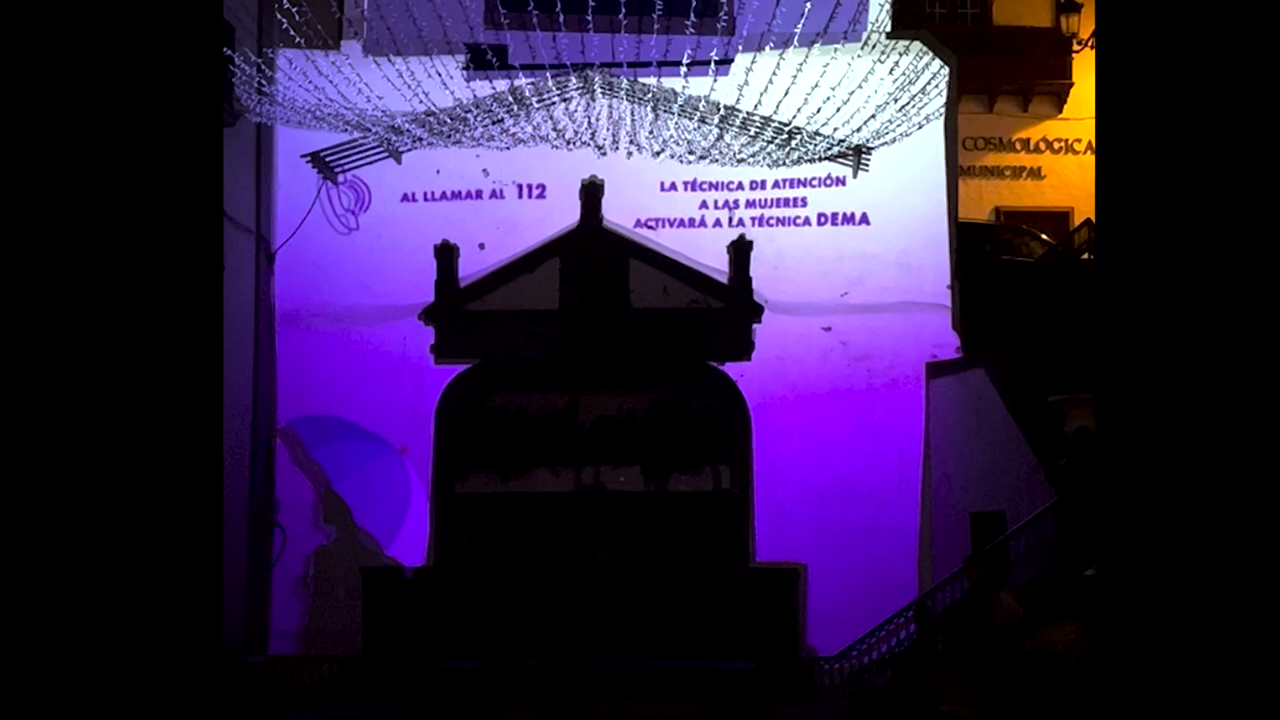 AL LLAMAR AL 112
LA TÉCNICA DE ATENCIÓN
A LAS MUJERES
ACTIVARÁ A LA TÉCNICA DEMA
COSMOLÓGICA
MUNICIPAL